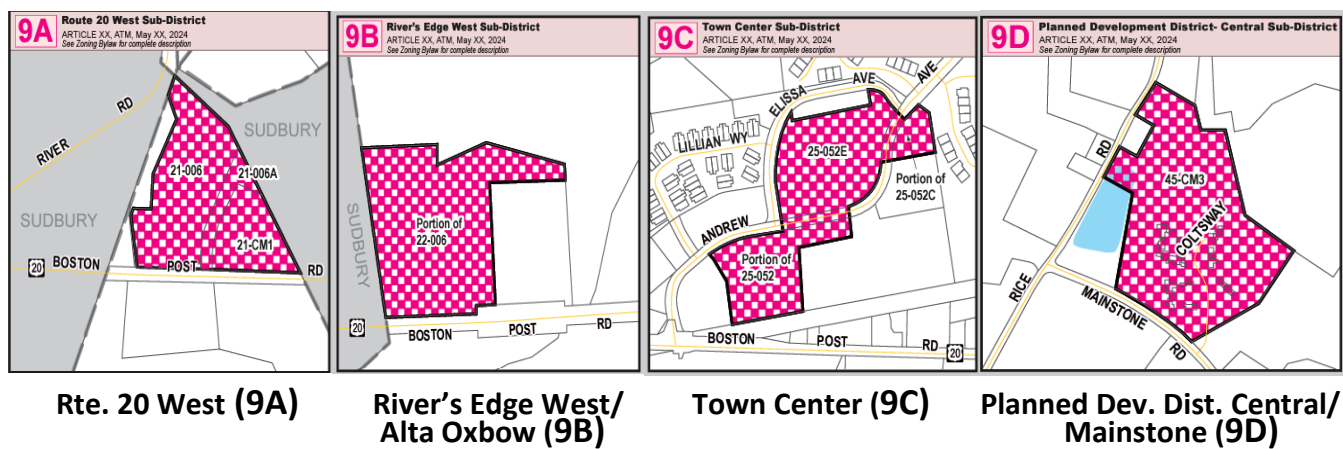 9A
Route 20 West Sub-District
ARTICLE XX, ATM, May XX, 2024
See Zoning Bylaw for complete description
RIVER RD
SUDBURY
SUDBURY
21-006
21-006A
21-CM1
20 BOSTON POST RD
9B
River's Edge West Sub-District
ARTICLE XX, ATM, May XX, 2024
See Zoning Bylaw for complete description
SUDBURY
Portion of
22-006
20 BOSTON POST RD
9C
Town Center Sub-District
ARTICLE XX, ATM, May XX, 2024
See Zoning Bylaw for complete description
ELISSA AVE
AVE
LILLIAN WY
25-052E
Portion of
25-052C
ANDREW
Portion of
25-052
BOSTON POST RD 20
9D
Planned Development District- Central Sub-District
ARTICLE XX, ATM, May XX, 2024
See Zoning Bylaw for complete description
RICE RD
45-CM3
COLTSWAY
MAINSTONE RD
Rte. 20 West (9A)
River's Edge West/
Alta Oxbow (9B)
Town Center (9C)
Planned Dev. Dist. Central/
Mainstone (9D)